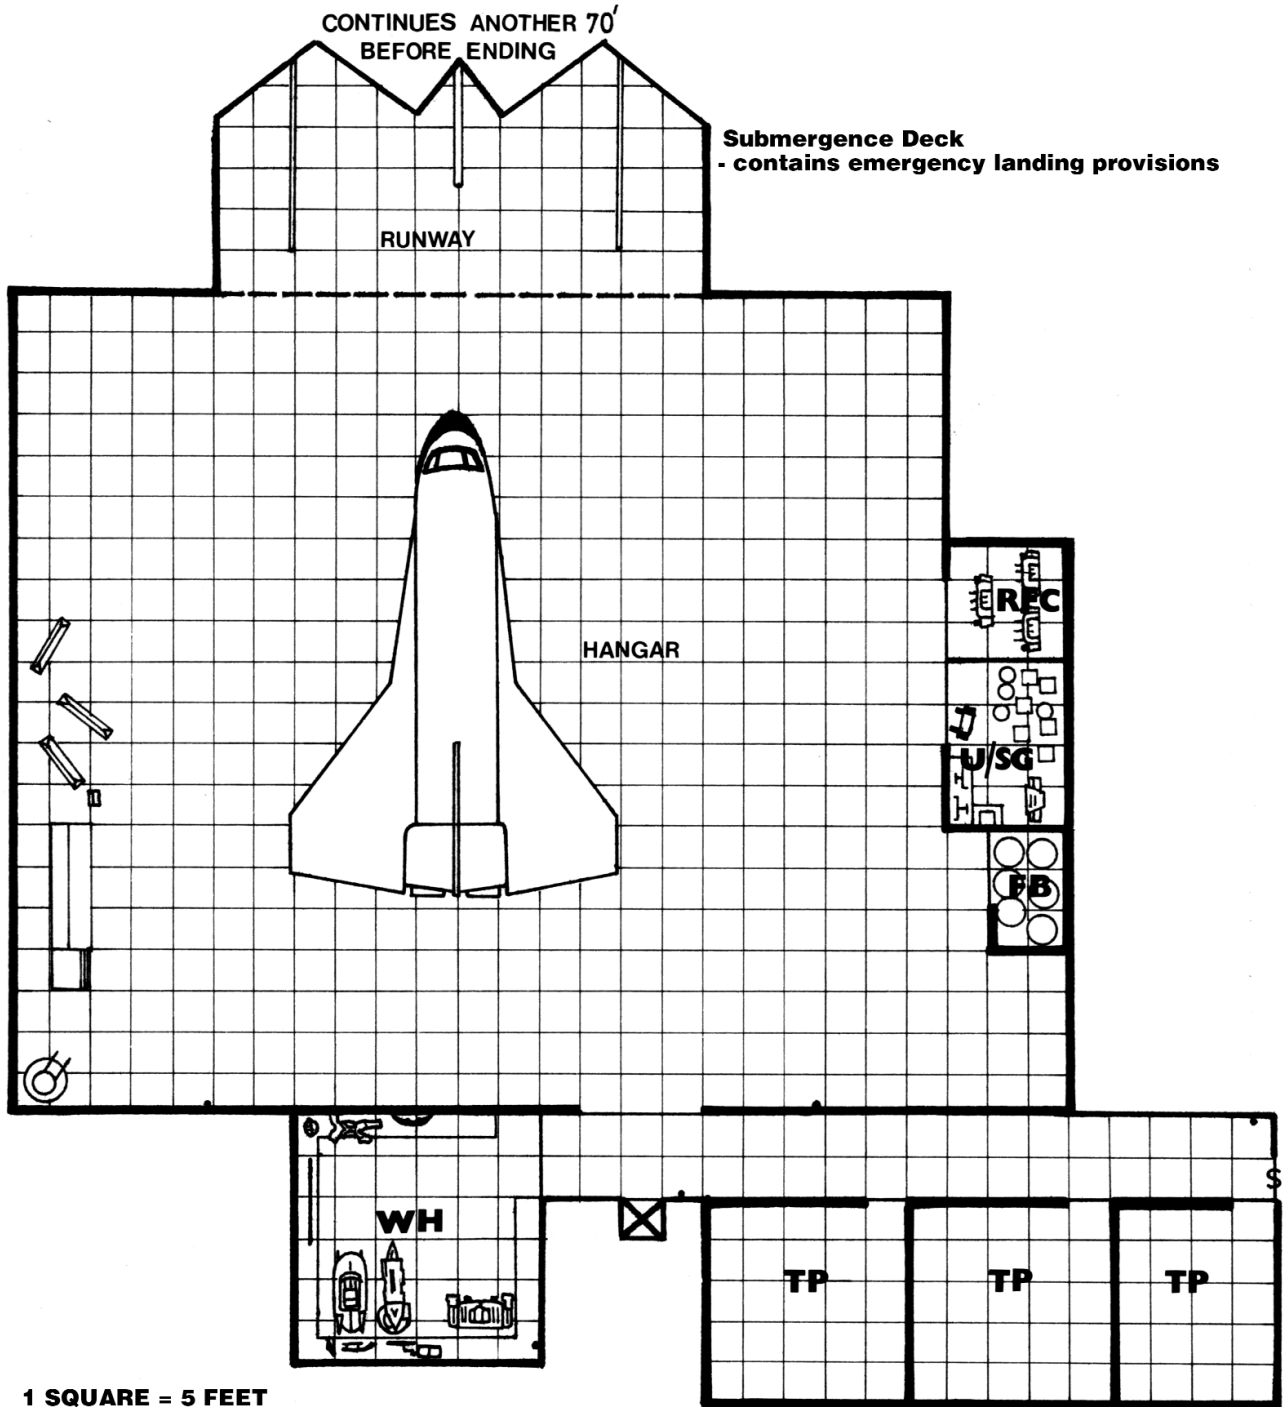 CONTINUES ANOTHER 70'
BEFORE ENDING
Submergence Deck
- contains emergency landing provisions
RUNWAY
RFC
HANGAR
U/SG
FB
S
WH
TP
TP
TP
1 SQUARE = 5 FEET